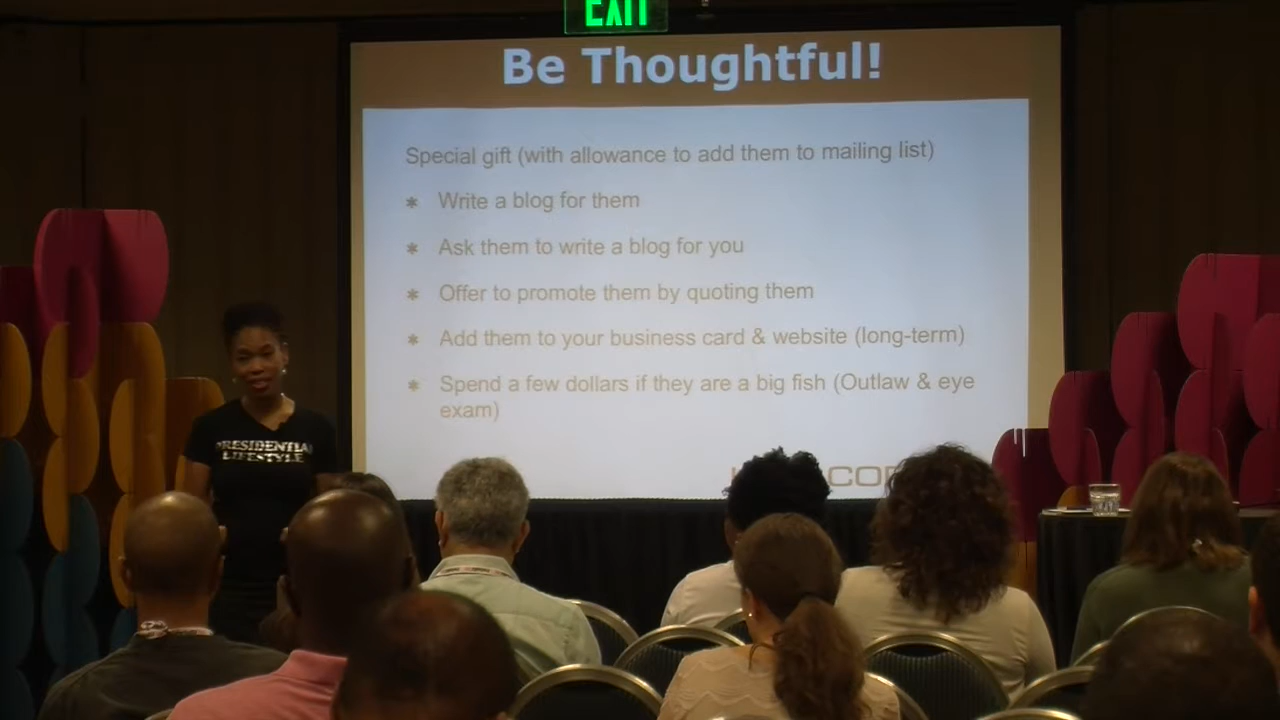 EXIT
Be Thoughtful!
Special gift (with allowance to add them to mailing list)
* Write a blog for them
* Ask them to write a blog for you
* Offer to promote them by quoting them
* Add them to your business card & website (long-term)
* Spend a few dollars if they are a big fish (Outlaw & eye
exam)
PRESIDENTIAL
LIFESTYLE